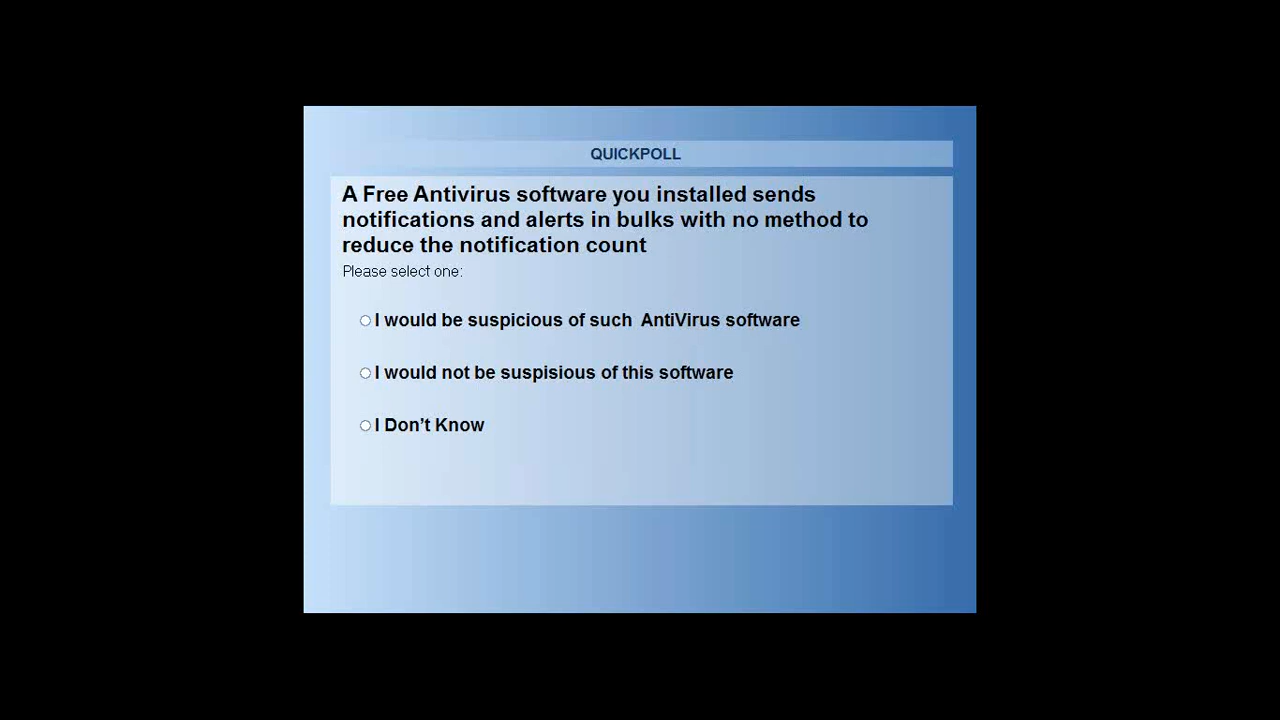 QUICKPOLL
A Free Antivirus software you installed sends
notifications and alerts in bulks with no method to
reduce the notification count
Please select one:
I would be suspicious of such  AntiVirus software
I would not be suspisious of this software
I Don’t Know